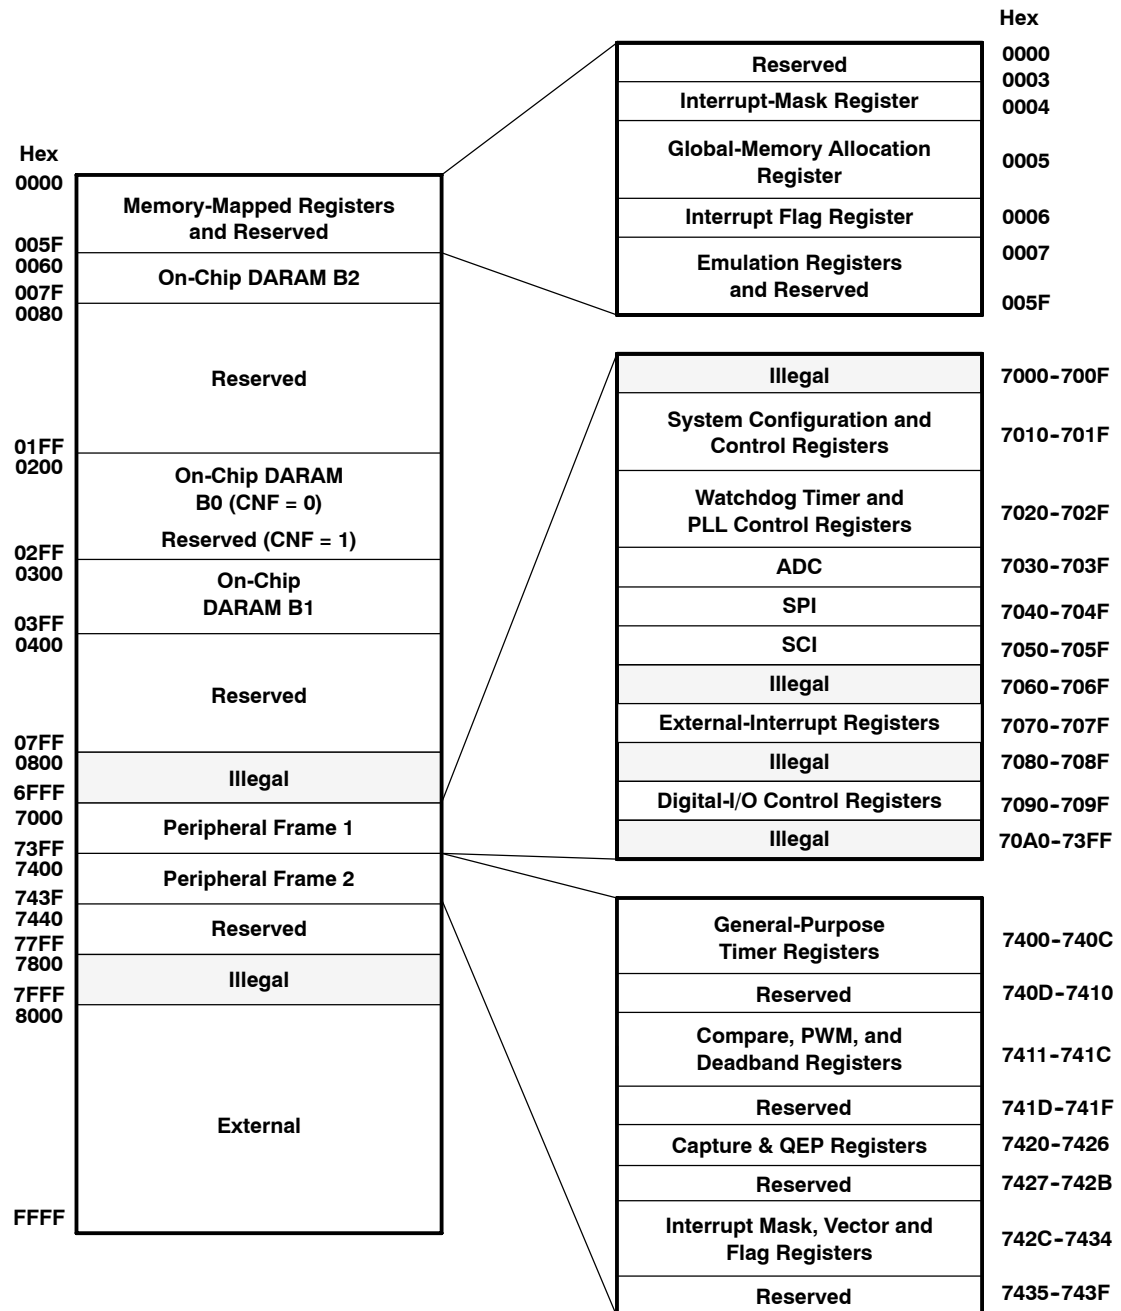 Hex
0000
Memory-Mapped Registers
and Reserved
005F
0060
On-Chip DARAM B2
007F
0080
Reserved
01FF
0200
On-Chip DARAM
B0 (CNF = 0)
Reserved (CNF = 1)
02FF
0300
On-Chip
DARAM B1
03FF
0400
Reserved
07FF
0800
Illegal
6FFF
7000
Peripheral Frame 1
73FF
7400
Peripheral Frame 2
743F
7440
Reserved
77FF
7800
Illegal
7FFF
8000
External
FFFF
Hex
Reserved
0000
0003
Interrupt-Mask Register
0004
Global-Memory Allocation
Register
0005
Interrupt Flag Register
0006
Emulation Registers
and Reserved
0007
005F
Illegal
7000-700F
System Configuration and
Control Registers
7010-701F
Watchdog Timer and
PLL Control Registers
7020-702F
ADC
7030-703F
SPI
7040-704F
SCI
7050-705F
Illegal
7060-706F
External-Interrupt Registers
7070-707F
Illegal
7080-708F
Digital-I/O Control Registers
7090-709F
Illegal
70A0-73FF
General-Purpose
Timer Registers
7400-740C
Reserved
740D-7410
Compare, PWM, and
Deadband Registers
7411-741C
Reserved
741D-741F
Capture & QEP Registers
7420-7426
Reserved
7427-742B
Interrupt Mask, Vector and
Flag Registers
742C-7434
Reserved
7435-743F